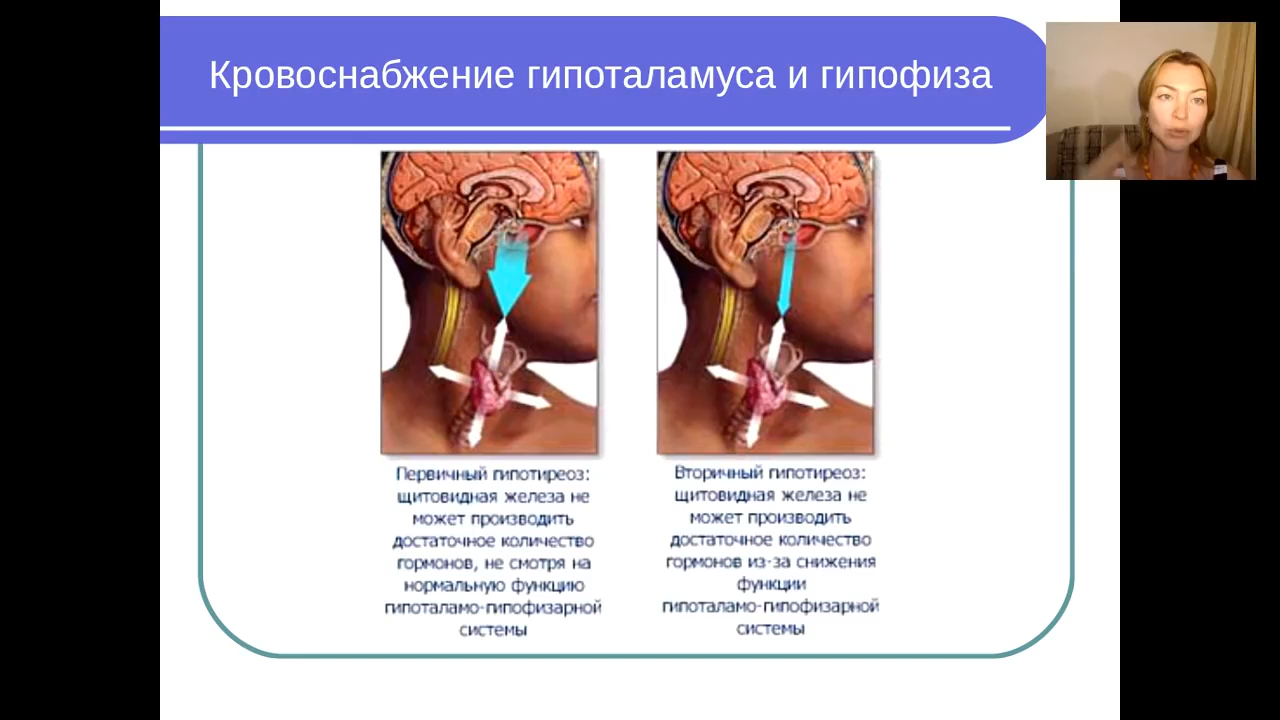 Кровоснабжение гипоталамуса и гипофиза
Первичный гипотиреоз:
щитовидная железа не
может производить
достаточное количество
гормонов, не смотря на
нормальную функцию
гипоталамо-гипофизарной
системы
Вторичный гипотиреоз:
щитовидная железа не
может производить
достаточное количество
гормонов из-за снижения
функции
гипоталамо-гипофизарной
системы